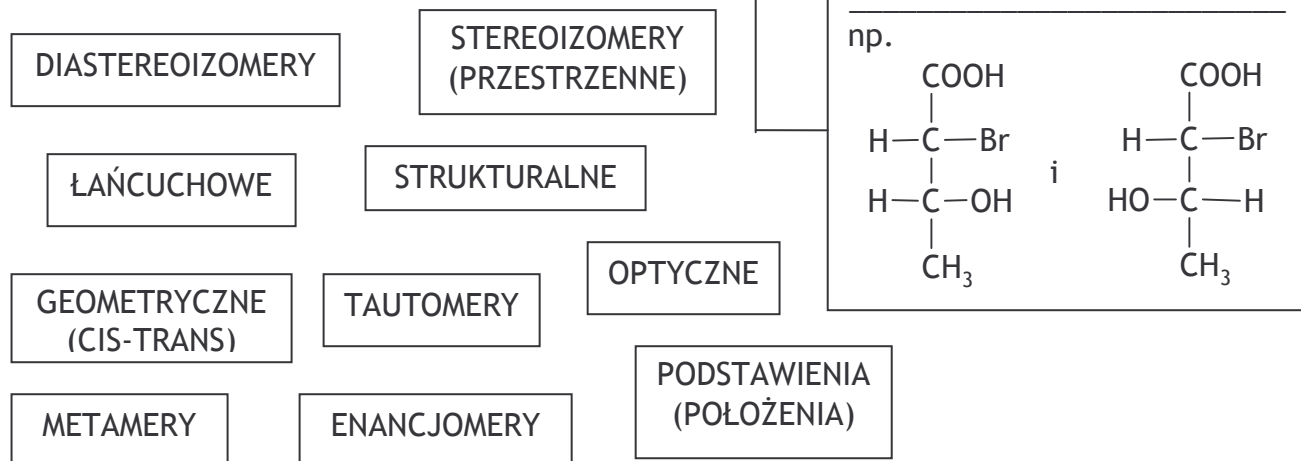 DIASTEREOIZOMERY
STEREOIZOMERY
(PRZESTRZENNE)
ŁAŃCUCHOWE
STRUKTURALNE
GEOMETRYCZNE
(CIS-TRANS)
TAUTOMERY
OPTYCZNE
METAMERY
ENANCJOMERY
PODSTAWIENIA
(POŁOŻENIA)
np.
COOH
H—C—Br
H—C—OH
CH₃
i
COOH
H—C—Br
HO—C—H
CH₃